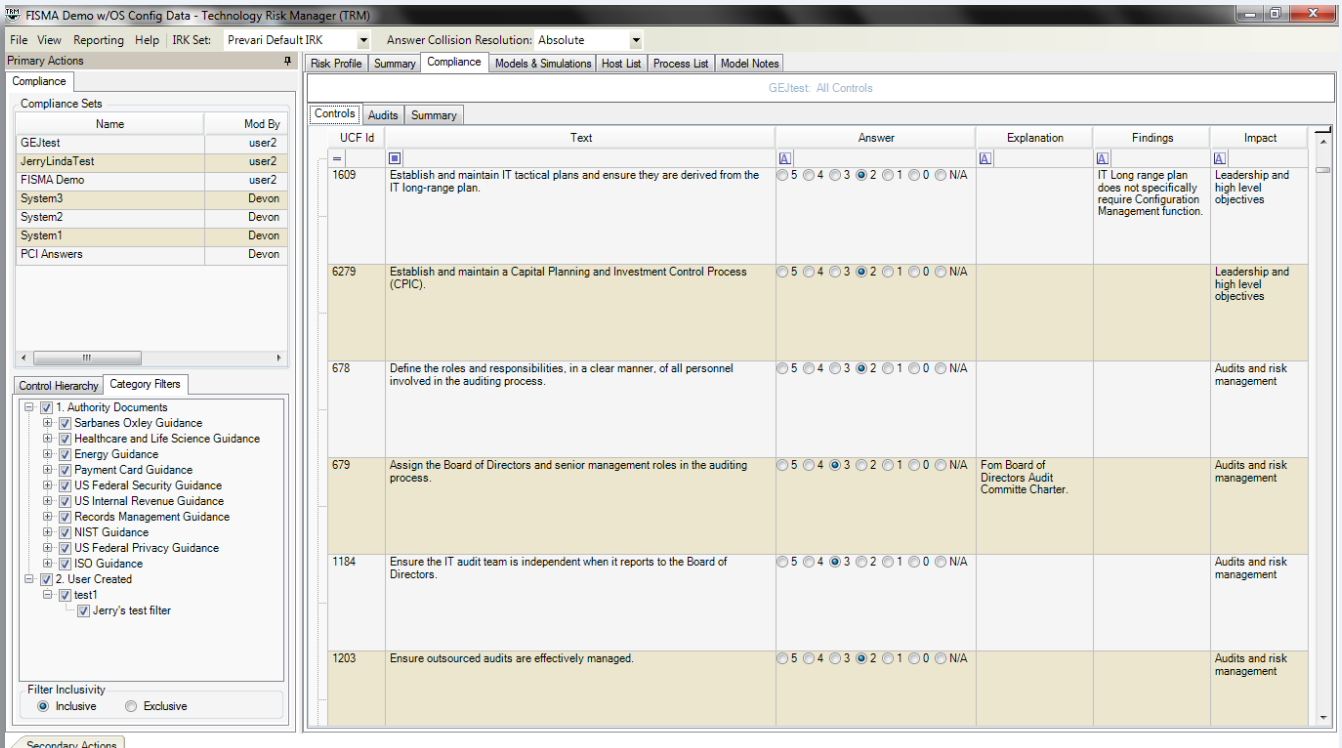 FISMA Demo w/OS Config Data - Technology Risk Manager (TRM)
File View Reporting Help IRK Set: Prevari Default IRK Answer Collision Resolution: Absolute
Primary Actions
Compliance
Compliance Sets
Name Mod By
GEJtest user2
JerryLindaTest user2
FISMA Demo user2
System3 Devon
System2 Devon
System1 Devon
PCI Answers Devon
Control Hierarchy Category Filters
1. Authority Documents
Sarbanes Oxley Guidance
Healthcare and Life Science Guidance
Energy Guidance
Payment Card Guidance
US Federal Security Guidance
US Internal Revenue Guidance
Records Management Guidance
NIST Guidance
US Federal Privacy Guidance
ISO Guidance
2. User Created
test1
Jerry's test filter
Filter Inclusivity
Inclusive Exclusive
Secondary Actions
Risk Profile Summary Compliance Models & Simulations Host List Process List Model Notes
GEJtest: All Controls
Controls Audits Summary
UCF Id Text Answer Explanation Findings Impact
= A A A A
1609 Establish and maintain IT tactical plans and ensure they are derived from the 5 4 3 2 1 0 N/A IT Long range plan Leadership and
IT long-range plan. does not specifically high level
require Configuration objectives
Management function.
6279 Establish and maintain a Capital Planning and Investment Control Process 5 4 3 2 1 0 N/A Leadership and
(CPIC). high level
objectives
678 Define the roles and responsibilities, in a clear manner, of all personnel 5 4 3 2 1 0 N/A Audits and risk
involved in the auditing process. management
679 Assign the Board of Directors and senior management roles in the auditing 5 4 3 2 1 0 N/A Fom Board of Audits and risk
process. Directors Audit management
Committe Charter.
1184 Ensure the IT audit team is independent when it reports to the Board of 5 4 3 2 1 0 N/A Audits and risk
Directors. management
1203 Ensure outsourced audits are effectively managed. 5 4 3 2 1 0 N/A Audits and risk
management